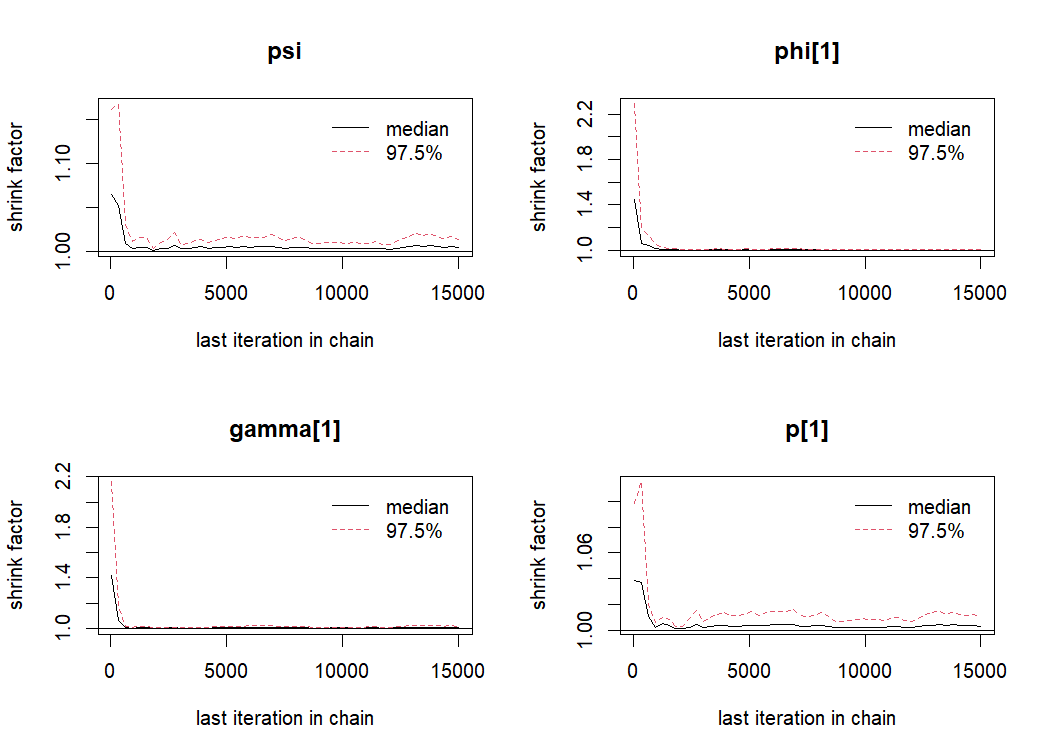 psi
shrink factor
1.00
1.10
median
97.5%
0 5000 10000 15000
last iteration in chain
phi[1]
shrink factor
1.0 1.4 1.8 2.2
median
97.5%
0 5000 10000 15000
last iteration in chain
gamma[1]
shrink factor
1.0 1.4 1.8 2.2
median
97.5%
0 5000 10000 15000
last iteration in chain
p[1]
shrink factor
1.00 1.06
median
97.5%
0 5000 10000 15000
last iteration in chain